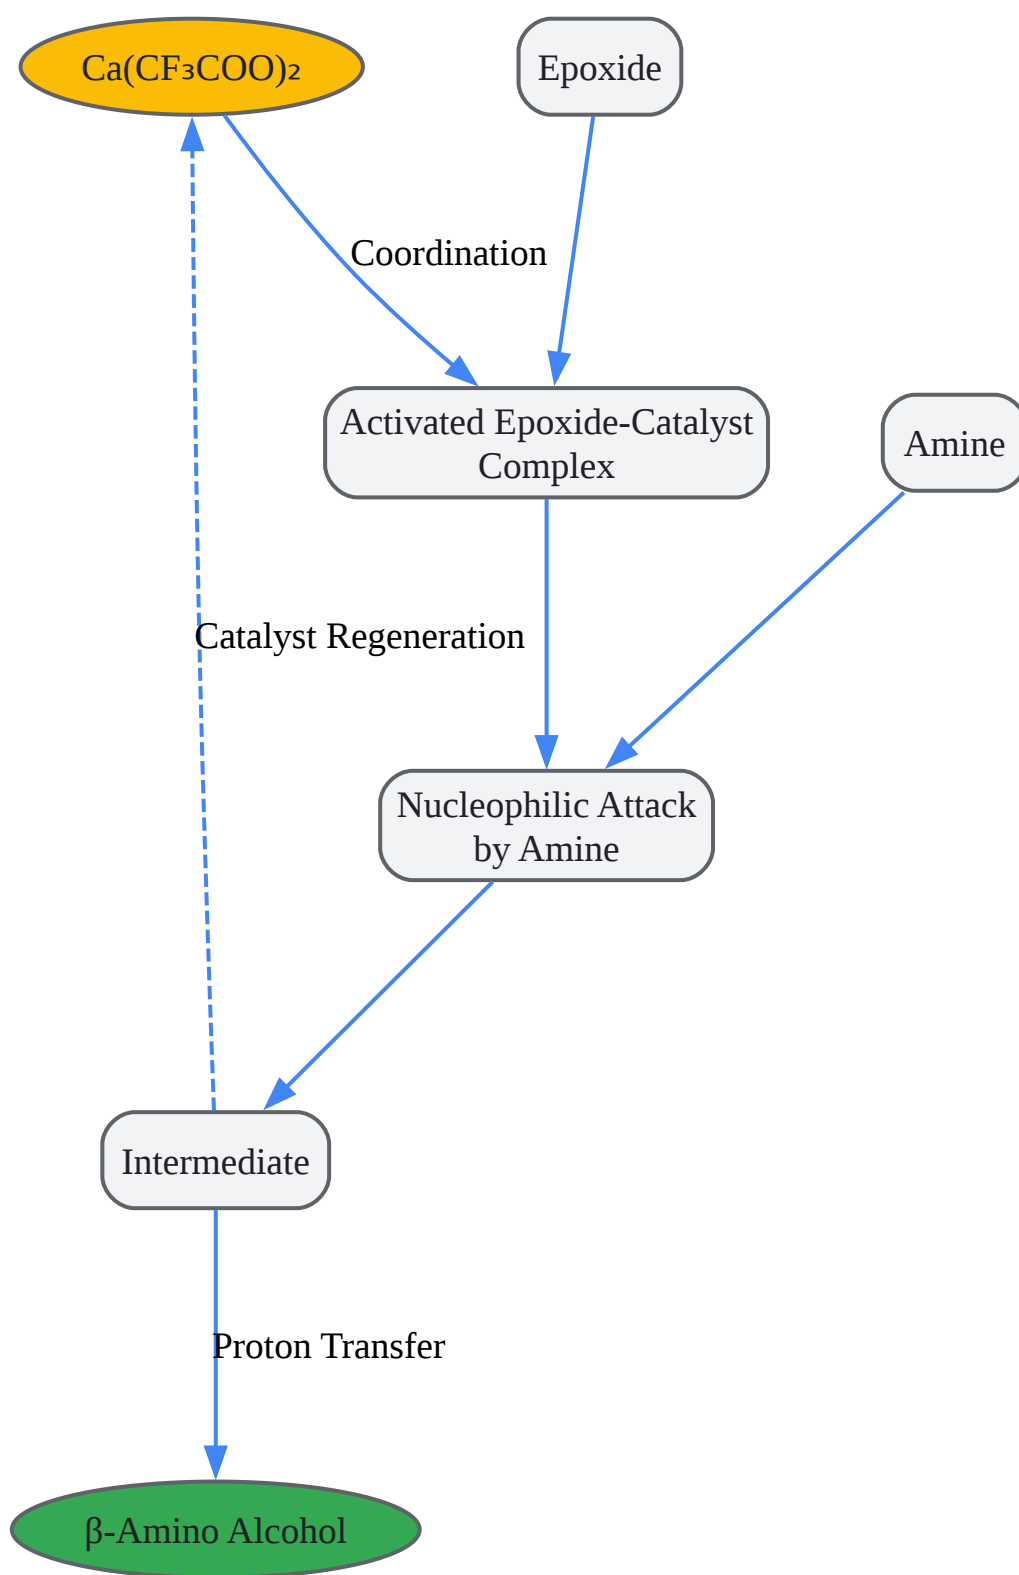 Ca(CF₃COO)₂
Epoxide
Coordination
Activated Epoxide-Catalyst
Complex
Amine
Catalyst Regeneration
Nucleophilic Attack
by Amine
Intermediate
Proton Transfer
β-Amino Alcohol